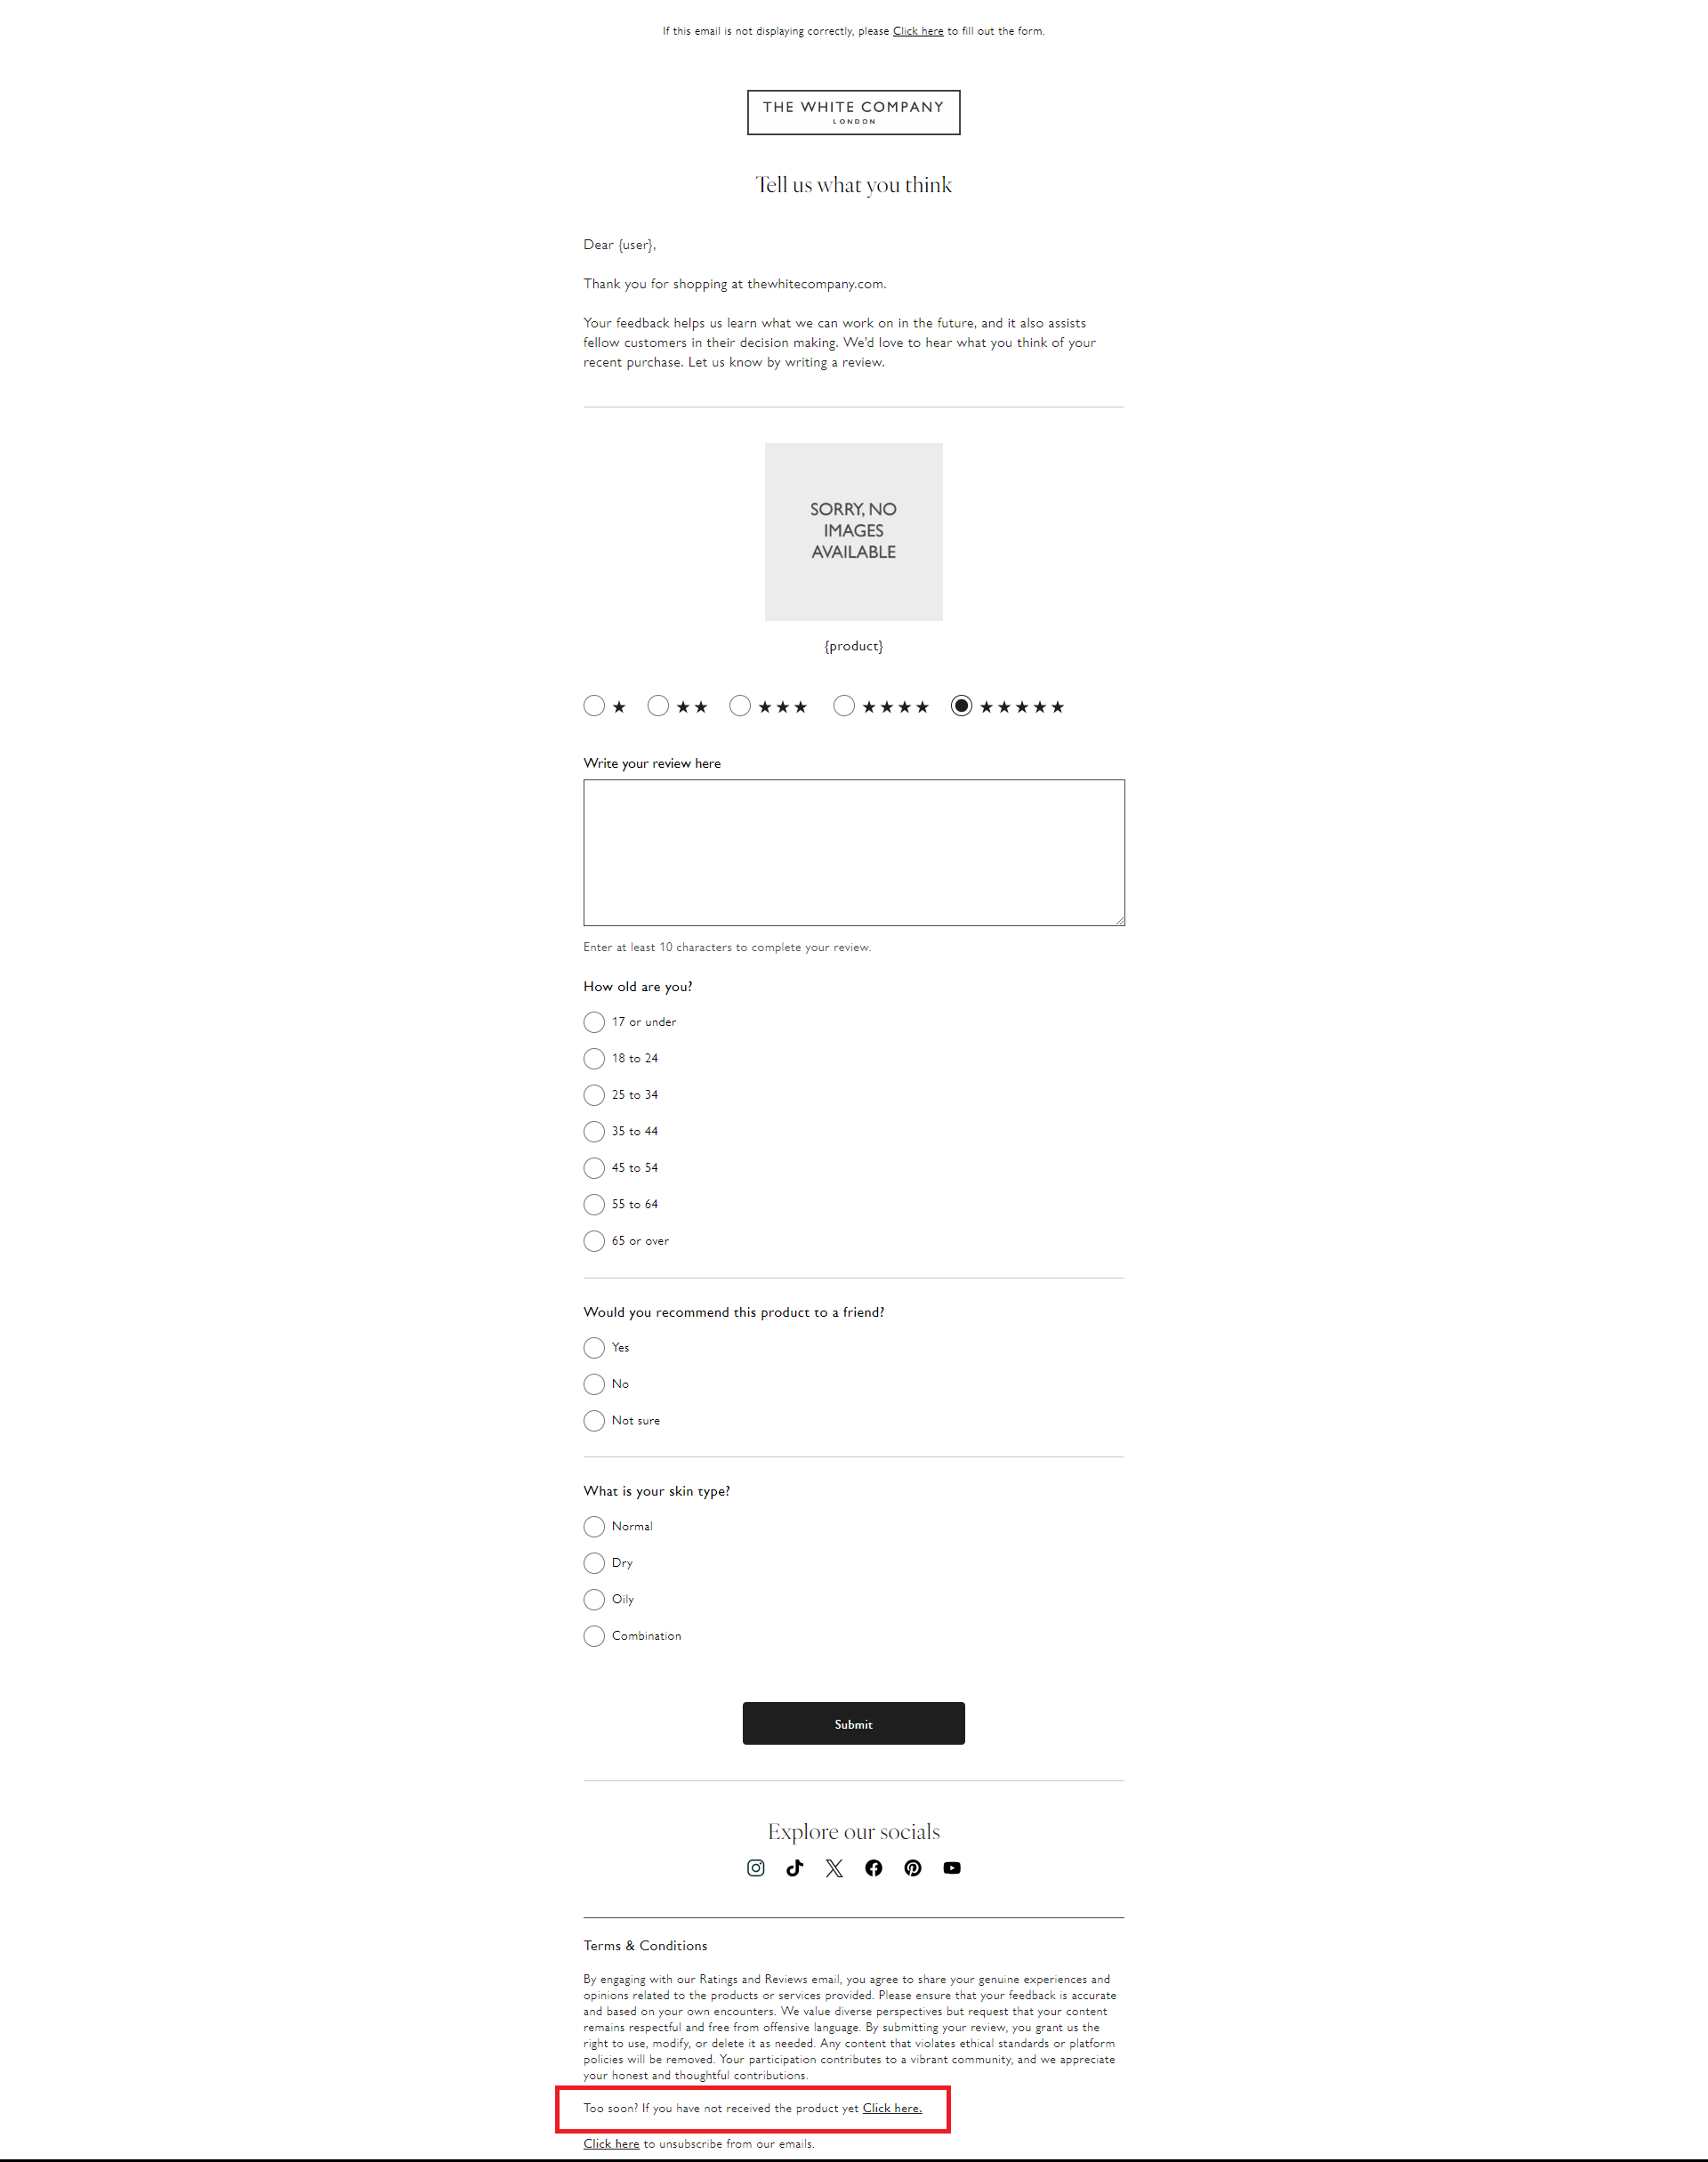 If this email is not displaying correctly, please Click here to fill out the form.
THE WHITE COMPANY
LONDON
Tell us what you think
Dear {user},
Thank you for shopping at thewhitecompany.com.
Your feedback helps us learn what we can work on in the future, and it also assists
fellow customers in their decision making. We'd love to hear what you think of your
recent purchase. Let us know by writing a review.
SORRY, NO
IMAGES
AVAILABLE
{product}
Write your review here
Enter at least 10 characters to complete your review.
How old are you?
17 or under
18 to 24
25 to 34
35 to 44
45 to 54
55 to 64
65 or over
Would you recommend this product to a friend?
Yes
No
Not sure
What is your skin type?
Normal
Dry
Oily
Combination
Submit
Explore our socials
Terms & Conditions
By engaging with our Ratings and Reviews email, you agree to share your genuine experiences and
opinions related to the products or services provided. Please ensure that your feedback is accurate
and based on your own encounters. We value diverse perspectives but request that your content
remains respectful and free from offensive language. By submitting your review, you grant us the
right to use, modify, or delete it as needed. Any content that violates ethical standards or platform
policies will be removed. Your participation contributes to a vibrant community, and we appreciate
your honest and thoughtful contributions.
Too soon? If you have not received the product yet Click here.
Click here to unsubscribe from our emails.